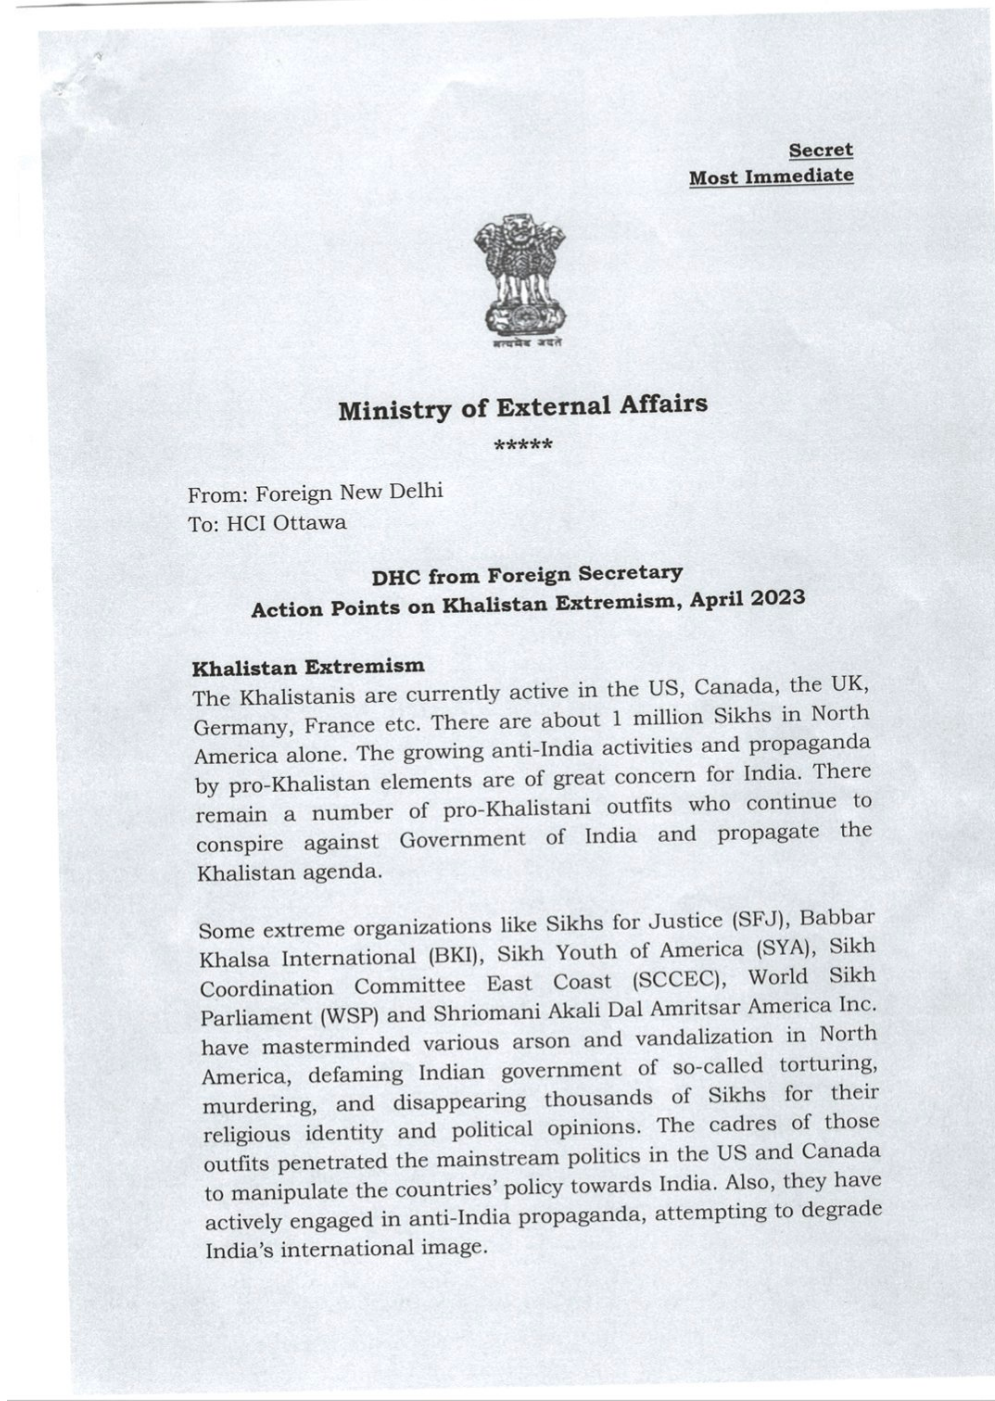 Secret
Most Immediate
सत्यमेव जयते
Ministry of External Affairs
*****
From: Foreign New Delhi
To: HCI Ottawa
DHC from Foreign Secretary
Action Points on Khalistan Extremism, April 2023
Khalistan Extremism
The Khalistanis are currently active in the US, Canada, the UK,
Germany, France etc. There are about 1 million Sikhs in North
America alone. The growing anti-India activities and propaganda
by pro-Khalistan elements are of great concern for India. There
remain a number of pro-Khalistani outfits who continue to
conspire against Government of India and propagate the
Khalistan agenda.
Some extreme organizations like Sikhs for Justice (SFJ), Babbar
Khalsa International (BKI), Sikh Youth of America (SYA), Sikh
Coordination Committee East Coast (SCCEC), World Sikh
Parliament (WSP) and Shriomani Akali Dal Amritsar America Inc.
have masterminded various arson and vandalization in North
America, defaming Indian government of so-called torturing,
murdering, and disappearing thousands of Sikhs for their
religious identity and political opinions. The cadres of those
outfits penetrated the mainstream politics in the US and Canada
to manipulate the countries’ policy towards India. Also, they have
actively engaged in anti-India propaganda, attempting to degrade
India’s international image.